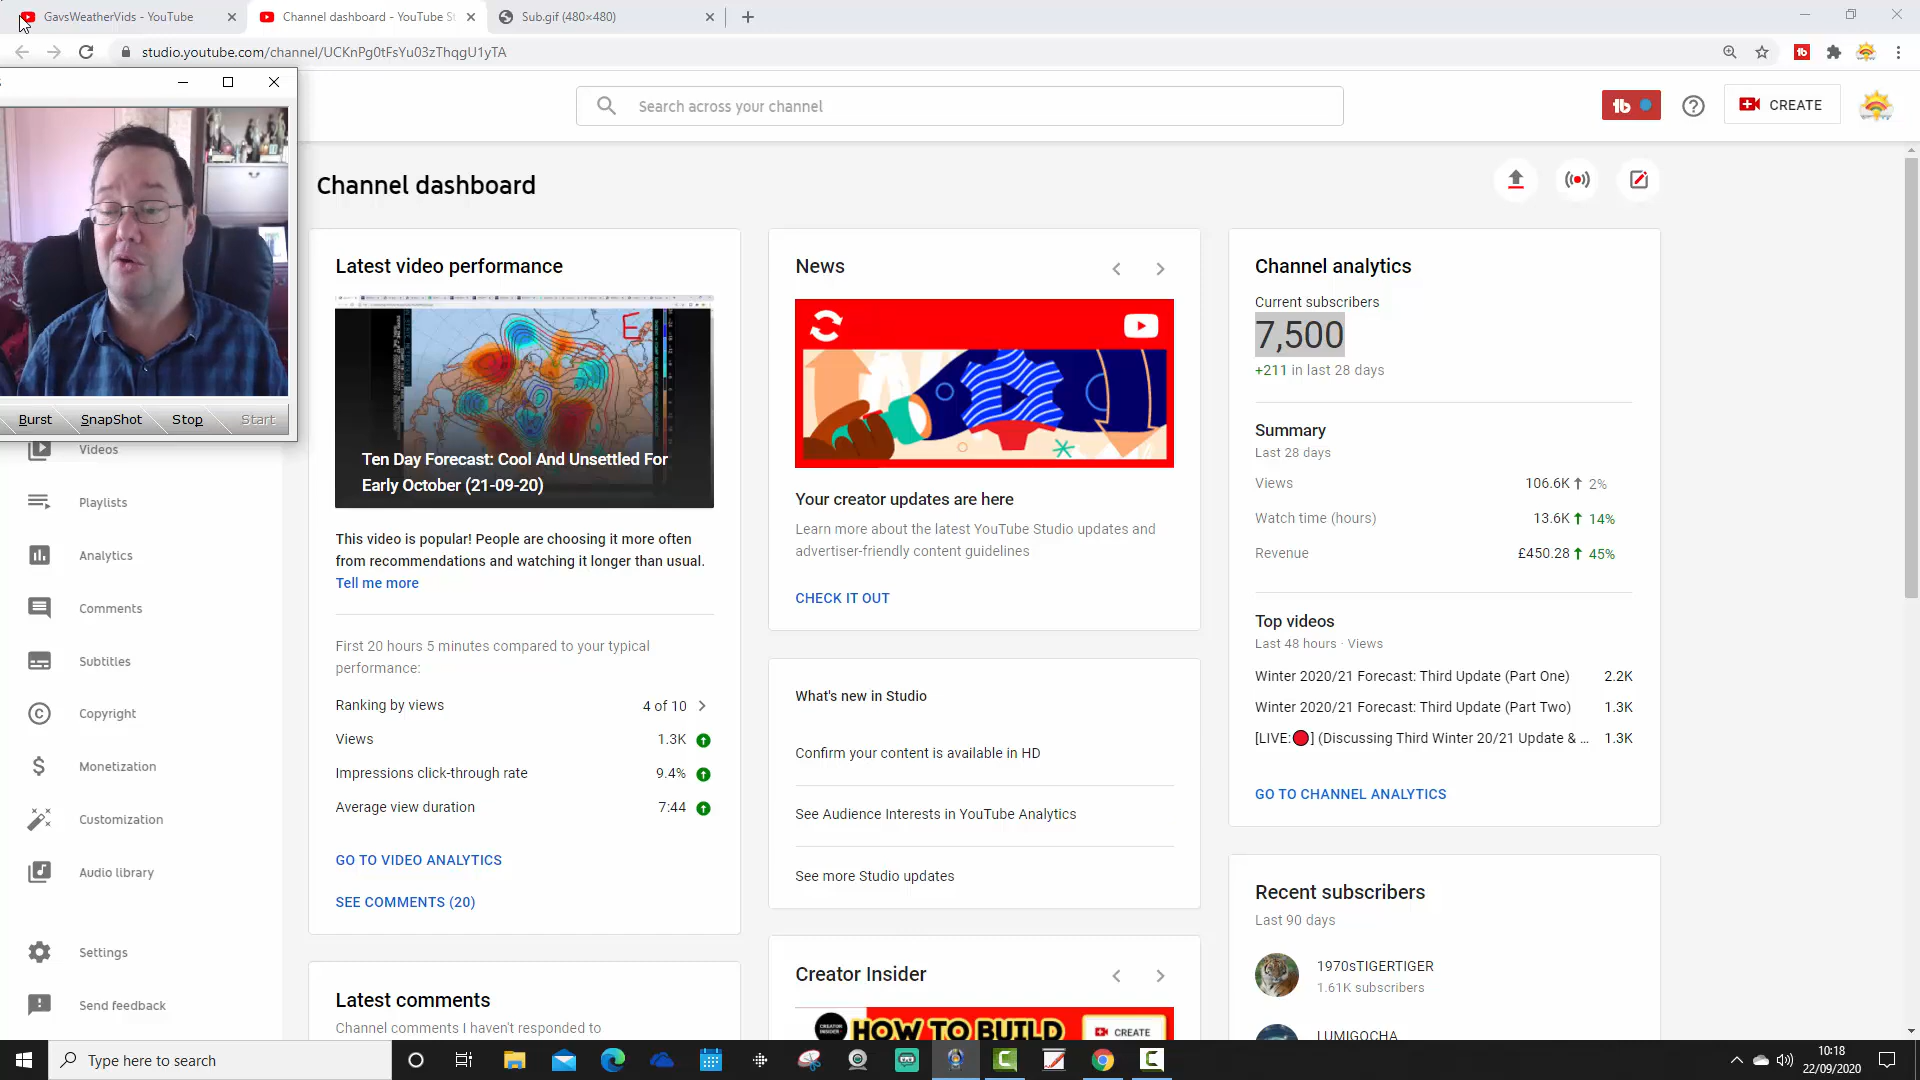 GavsWeatherVids - YouTube
Channel dashboard - YouTube St
Sub.gif (480×480)
studio.youtube.com/channel/UCKnPg0tFsYu03zThqgU1yTA
Search across your channel
tb
CREATE
Channel dashboard
Burst
SnapShot
Stop
Start
Videos
Playlists
Analytics
Comments
Subtitles
Copyright
Monetization
Customization
Audio library
Settings
Send feedback
Latest video performance
E
Ten Day Forecast: Cool And Unsettled For
Early October (21-09-20)
This video is popular! People are choosing it more often
from recommendations and watching it longer than usual.
Tell me more
First 20 hours 5 minutes compared to your typical
performance:
Ranking by views 4 of 10
Views 1.3K
Impressions click-through rate 9.4%
Average view duration 7:44
GO TO VIDEO ANALYTICS
SEE COMMENTS (20)
Latest comments
Channel comments I haven't responded to
News
Your creator updates are here
Learn more about the latest YouTube Studio updates and
advertiser-friendly content guidelines
CHECK IT OUT
What's new in Studio
Confirm your content is available in HD
See Audience Interests in YouTube Analytics
See more Studio updates
Creator Insider
CREATOR
INSIDER
HOW TO BUILD
CREATE
Channel analytics
Current subscribers
7,500
+211 in last 28 days
Summary
Last 28 days
Views 106.6K 2%
Watch time (hours) 13.6K 14%
Revenue £450.28 45%
Top videos
Last 48 hours · Views
Winter 2020/21 Forecast: Third Update (Part One) 2.2K
Winter 2020/21 Forecast: Third Update (Part Two) 1.3K
[LIVE:🔴] (Discussing Third Winter 20/21 Update & ... 1.3K
GO TO CHANNEL ANALYTICS
Recent subscribers
Last 90 days
1970sTIGERTIGER
1.61K subscribers
LUMIGOCHA
Type here to search
10:18
22/09/2020